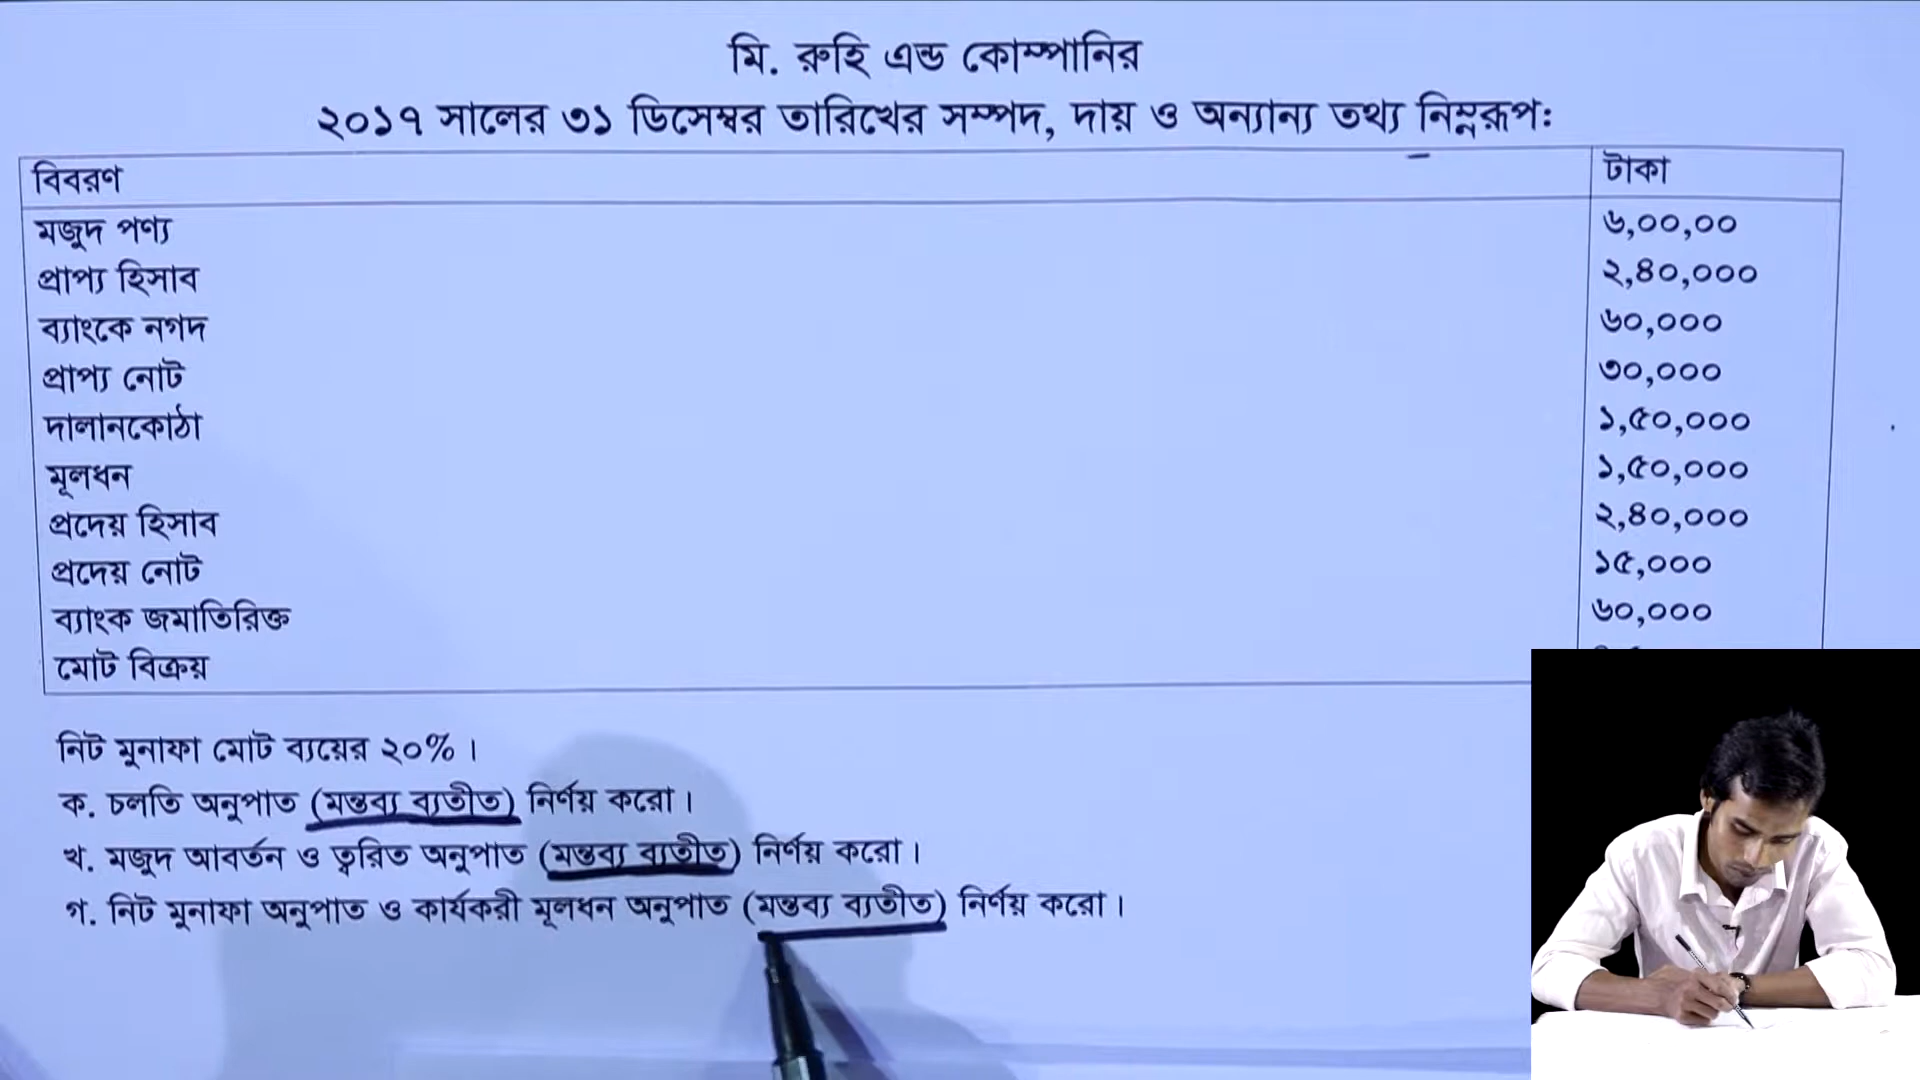 মি. রুহি এন্ড কোম্পানির
২০১৭ সালের ৩১ ডিসেম্বর তারিখের সম্পদ, দায় ও অন্যান্য তথ্য নিম্নরূপ:
বিবরণ টাকা
মজুদ পণ্য ৬,০০,০০
প্রাপ্য হিসাব ২,৪০,০০০
ব্যাংকে নগদ ৬০,০০০
প্রাপ্য নোট ৩০,০০০
দালানকোঠা ১,৫০,০০০
মূলধন ১,৫০,০০০
প্রদেয় হিসাব ২,৪০,০০০
প্রদেয় নোট ১৫,০০০
ব্যাংক জমাতিরিক্ত ৬০,০০০
মোট বিক্রয়
নিট মুনাফা মোট ব্যয়ের ২০%।
ক. চলতি অনুপাত (মন্তব্য ব্যতীত) নির্ণয় করো।
খ. মজুদ আবর্তন ও ত্বরিত অনুপাত (মন্তব্য ব্যতীত) নির্ণয় করো।
গ. নিট মুনাফা অনুপাত ও কার্যকরী মূলধন অনুপাত (মন্তব্য ব্যতীত) নির্ণয় করো।